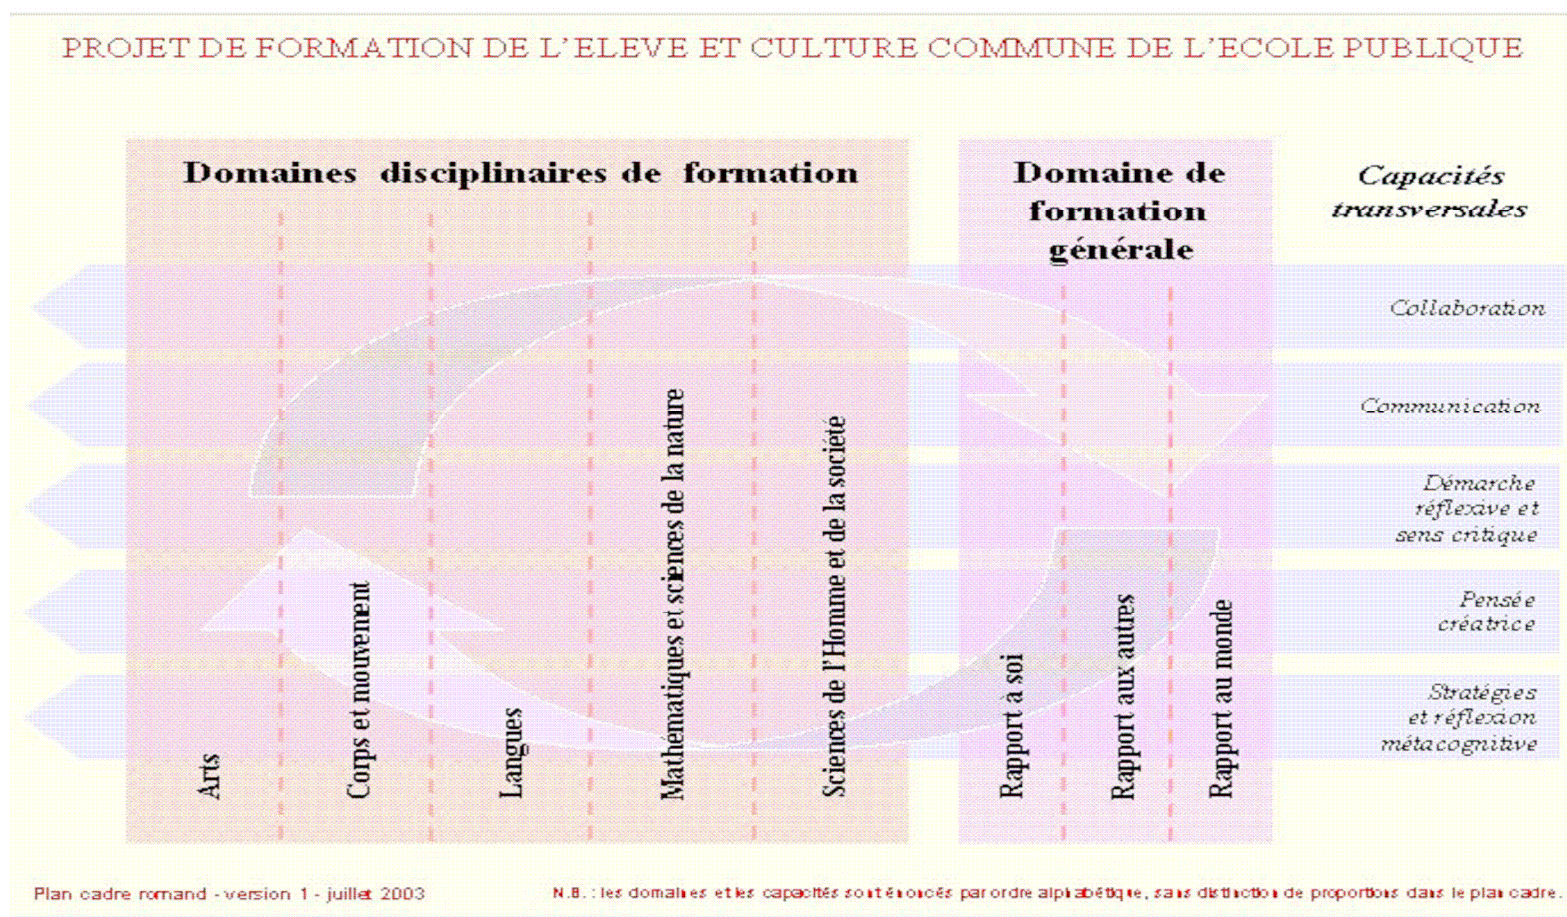 PROJET DE FORMATION DE L'ELEVE ET CULTURE COMMUNE DE L'ECOLE PUBLIQUE
Domaines disciplinaires de formation
Domaine de
formation
générale
Capacités
transversales
Collaboration
Communication
Démarche
réflexive et
sens critique
Pensée
créatrice
Stratégies
et réflexion
métacognitive
Arts
Corps et mouvement
Langues
Mathématiques et sciences de la nature
Sciences de l'Homme et de la société
Rapport à soi
Rapport aux autres
Rapport au monde
Plan cadre romand - version 1 - juillet 2003
N.B. : les domaines et les capacités sont énoncés par ordre alphabétique, sans distinction de proportions dans le plan cadre.